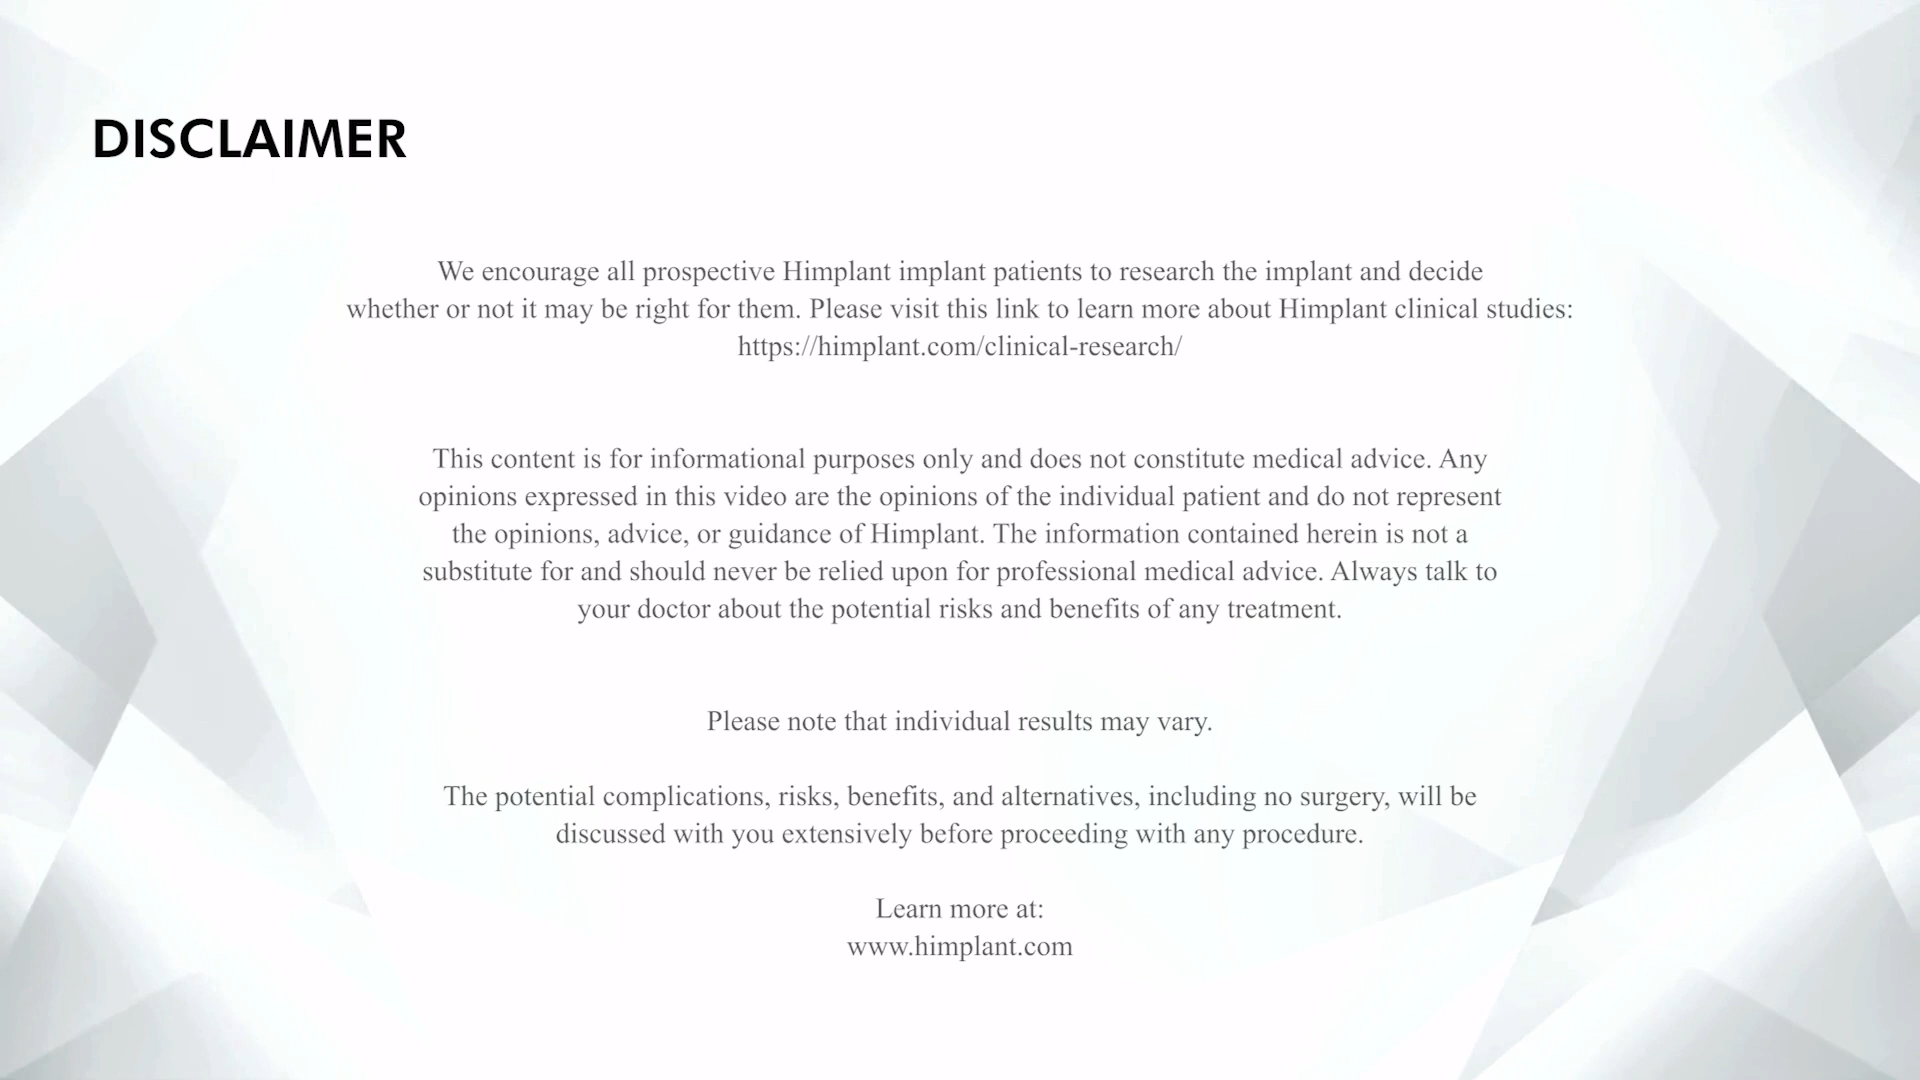 DISCLAIMER
We encourage all prospective Himplant implant patients to research the implant and decide
whether or not it may be right for them. Please visit this link to learn more about Himplant clinical studies:
https://himplant.com/clinical-research/
This content is for informational purposes only and does not constitute medical advice. Any
opinions expressed in this video are the opinions of the individual patient and do not represent
the opinions, advice, or guidance of Himplant. The information contained herein is not a
substitute for and should never be relied upon for professional medical advice. Always talk to
your doctor about the potential risks and benefits of any treatment.
Please note that individual results may vary.
The potential complications, risks, benefits, and alternatives, including no surgery, will be
discussed with you extensively before proceeding with any procedure.
Learn more at:
www.himplant.com